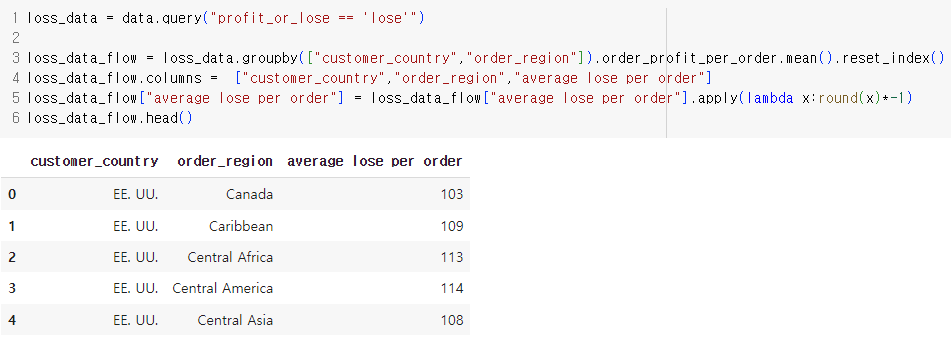 1 loss_data = data.query("profit_or_lose == 'lose'")
2
3 loss_data_flow = loss_data.groupby(["customer_country","order_region"]).order_profit_per_order.mean().reset_index()
4 loss_data_flow.columns =  ["customer_country","order_region","average lose per order"]
5 loss_data_flow["average lose per order"] = loss_data_flow["average lose per order"].apply(lambda x:round(x)*-1)
6 loss_data_flow.head()
customer_country order_region average lose per order
0 EE. UU. Canada 103
1 EE. UU. Caribbean 109
2 EE. UU. Central Africa 113
3 EE. UU. Central America 114
4 EE. UU. Central Asia 108